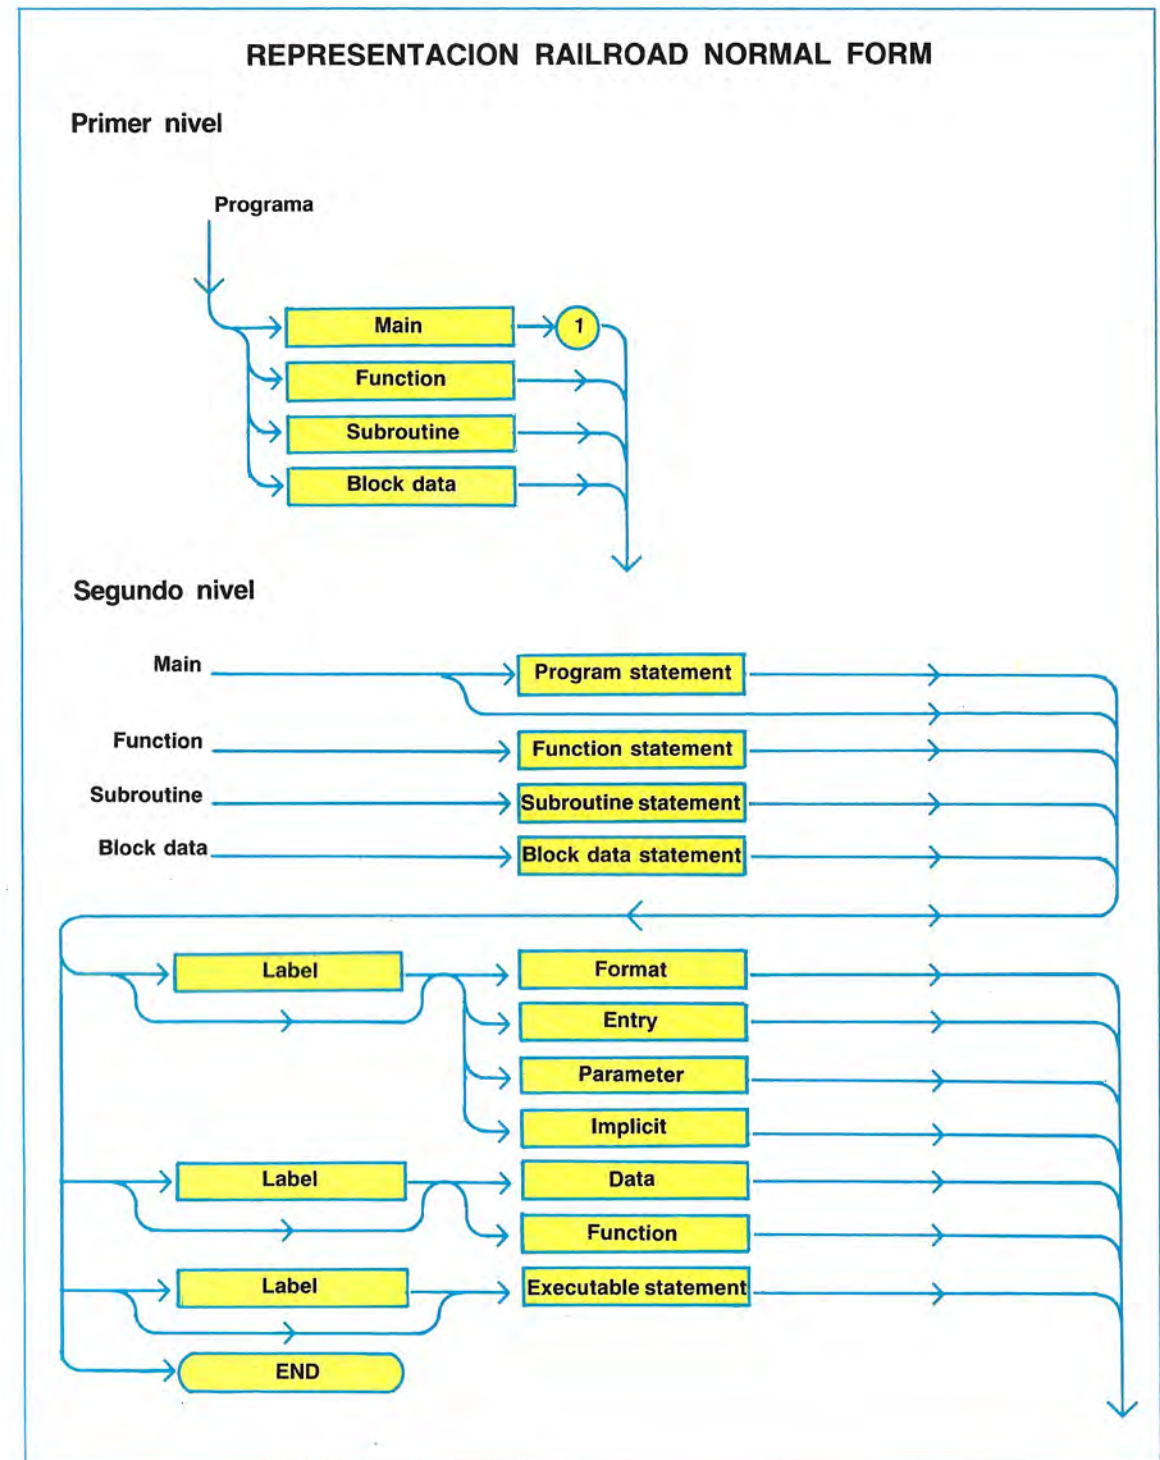 REPRESENTACION RAILROAD NORMAL FORM
Primer nivel
Programa
Main
1
Function
Subroutine
Block data
Segundo nivel
Main
Program statement
Function
Function statement
Subroutine
Subroutine statement
Block data
Block data statement
Label
Format
Entry
Parameter
Implicit
Label
Data
Function
Label
Executable statement
END